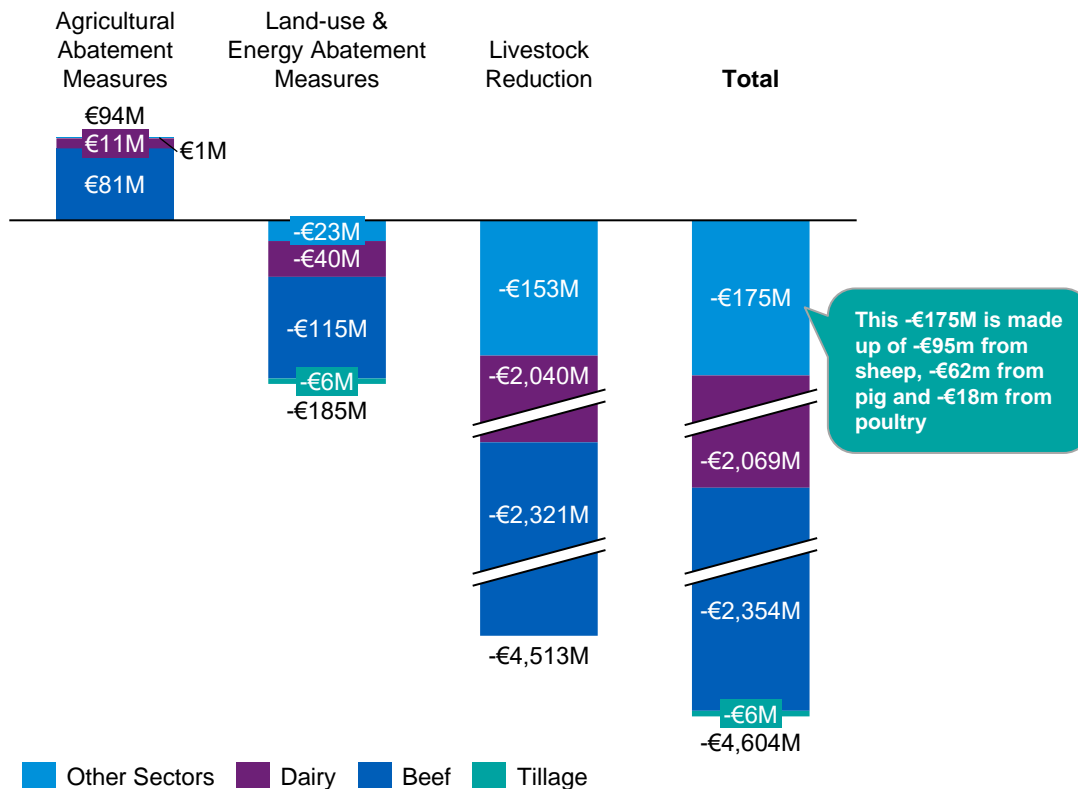 Agricultural
Abatement
Measures
Land-use &
Energy Abatement
Measures
Livestock
Reduction
Total
€94M
€11M
€1M
€81M
-€23M
-€40M
-€115M
-€6M
-€185M
-€153M
-€2,040M
-€2,321M
-€4,513M
-€175M
-€2,069M
-€2,354M
-€6M
-€4,604M
This -€175M is made
up of -€95m from
sheep, -€62m from
pig and -€18m from
poultry
Other Sectors
Dairy
Beef
Tillage